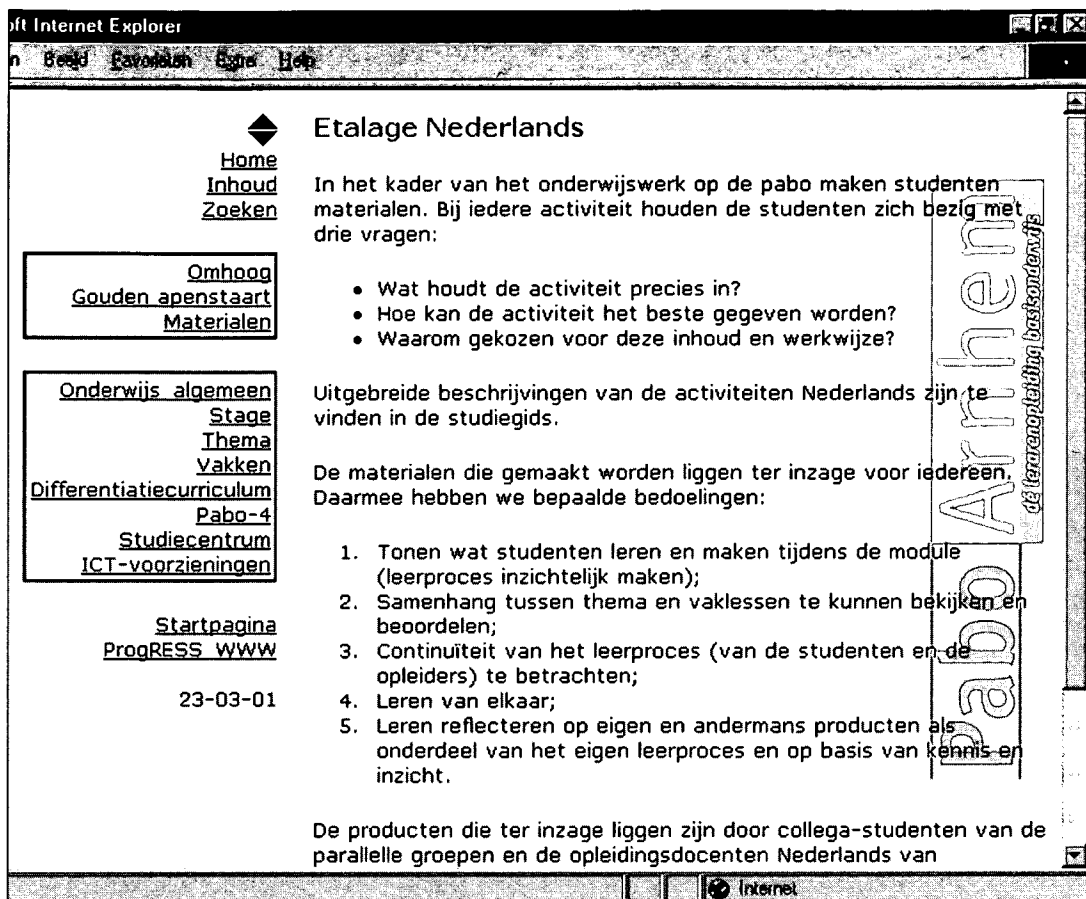 oft Internet Explorer
n Beeld Favorieten Extra Help
Home
Inhoud
Zoeken
Omhoog
Gouden apenstaart
Materialen
Onderwijs algemeen
Stage
Thema
Vakken
Differentiatiecurriculum
Pabo-4
Studiecentrum
ICT-voorzieningen
Startpagina
ProgRESS WWW
23-03-01
Etalage Nederlands
In het kader van het onderwijswerk op de pabo maken studenten
materialen. Bij iedere activiteit houden de studenten zich bezig met
drie vragen:
• Wat houdt de activiteit precies in?
• Hoe kan de activiteit het beste gegeven worden?
• Waarom gekozen voor deze inhoud en werkwijze?
Uitgebreide beschrijvingen van de activiteiten Nederlands zijn te
vinden in de studiegids.
De materialen die gemaakt worden liggen ter inzage voor iedereen.
Daarmee hebben we bepaalde bedoelingen:
1. Tonen wat studenten leren en maken tijdens de module
(leerproces inzichtelijk maken);
2. Samenhang tussen thema en vaklessen te kunnen bekijken en
beoordelen;
3. Continuïteit van het leerproces (van de studenten en de
opleiders) te betrachten;
4. Leren van elkaar;
5. Leren reflecteren op eigen en andermans producten als
onderdeel van het eigen leerproces en op basis van kennis en
inzicht.
De producten die ter inzage liggen zijn door collega-studenten van de
parallelle groepen en de opleidingsdocenten Nederlands van
Pabo Arnhem
dé lerarenopleiding basisonderwijs
Internet